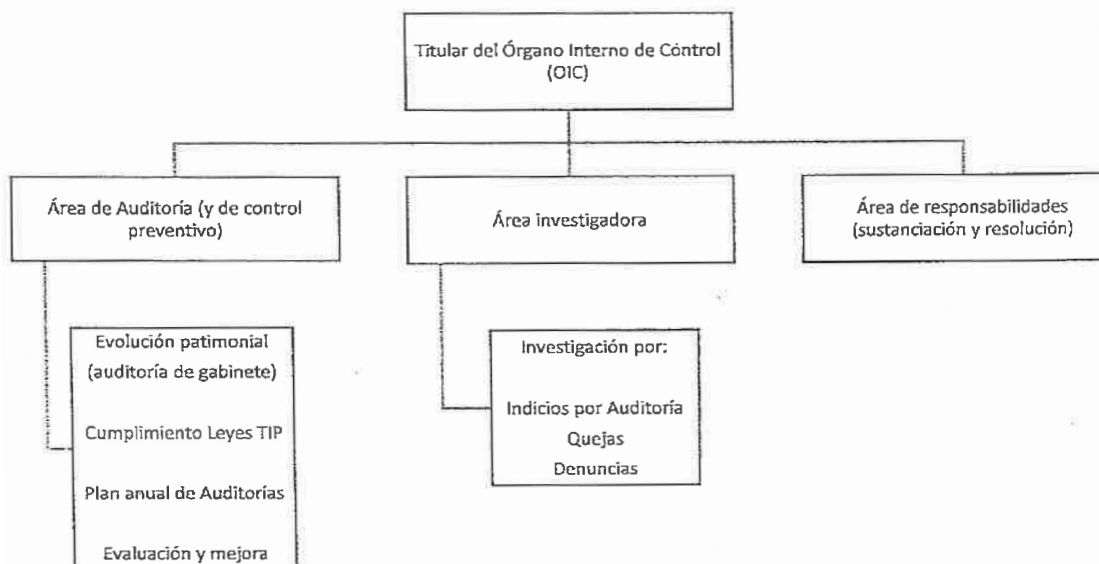 Titular del Órgano Interno de Control
(OIC)
Área de Auditoría (y de control
preventivo)
Área investigadora
Área de responsabilidades
(sustanciación y resolución)
Evolución patimonial
(auditoría de gabinete)
Cumplimiento Leyes TIP
Plan anual de Auditorías
Evaluación y mejora
Investigación por:
Indicios por Auditoría
Quejas
Denuncias